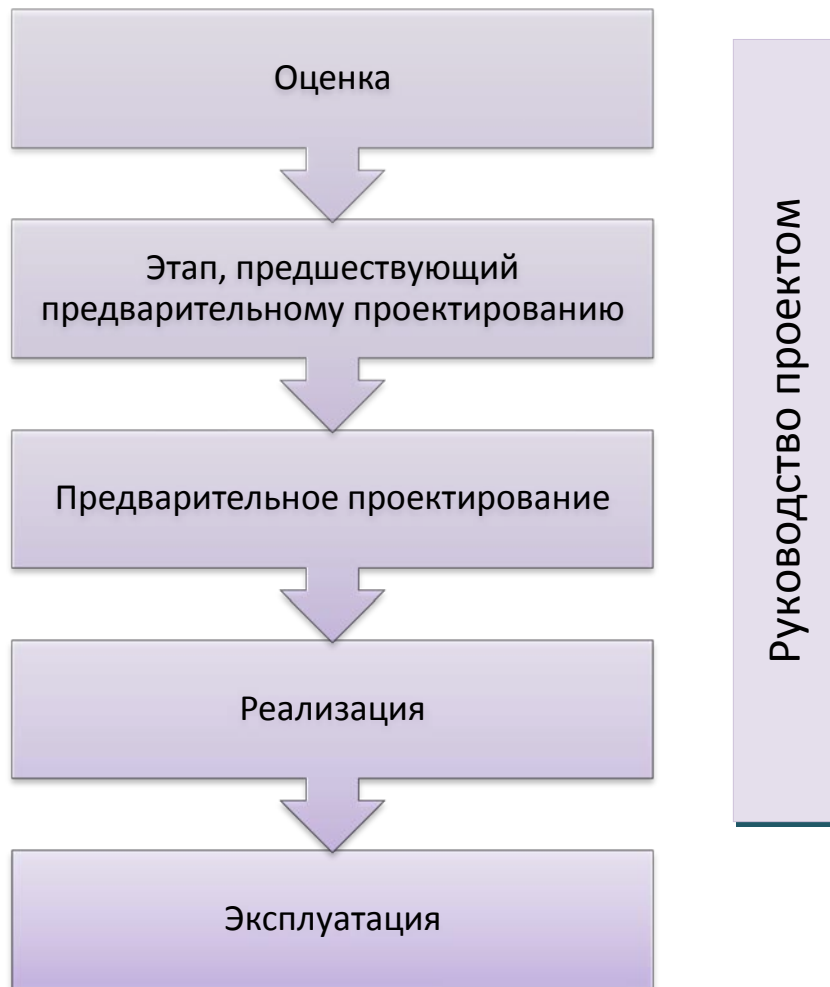 Оценка
Этап, предшествующий
предварительному проектированию
Предварительное проектирование
Реализация
Эксплуатация
Руководство проектом